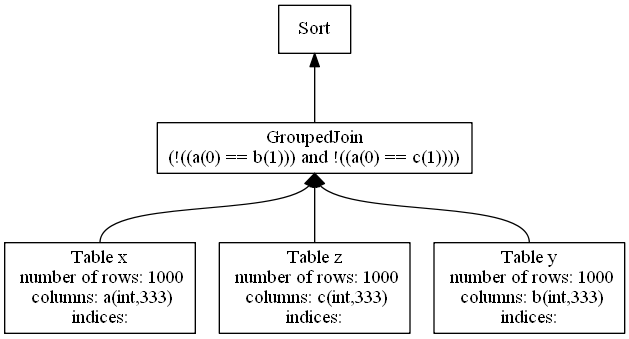 Sort
GroupedJoin
(!((a(0) == b(1))) and !((a(0) == c(1))))
Table x
number of rows: 1000
columns: a(int,333)
indices:
Table z
number of rows: 1000
columns: c(int,333)
indices:
Table y
number of rows: 1000
columns: b(int,333)
indices: